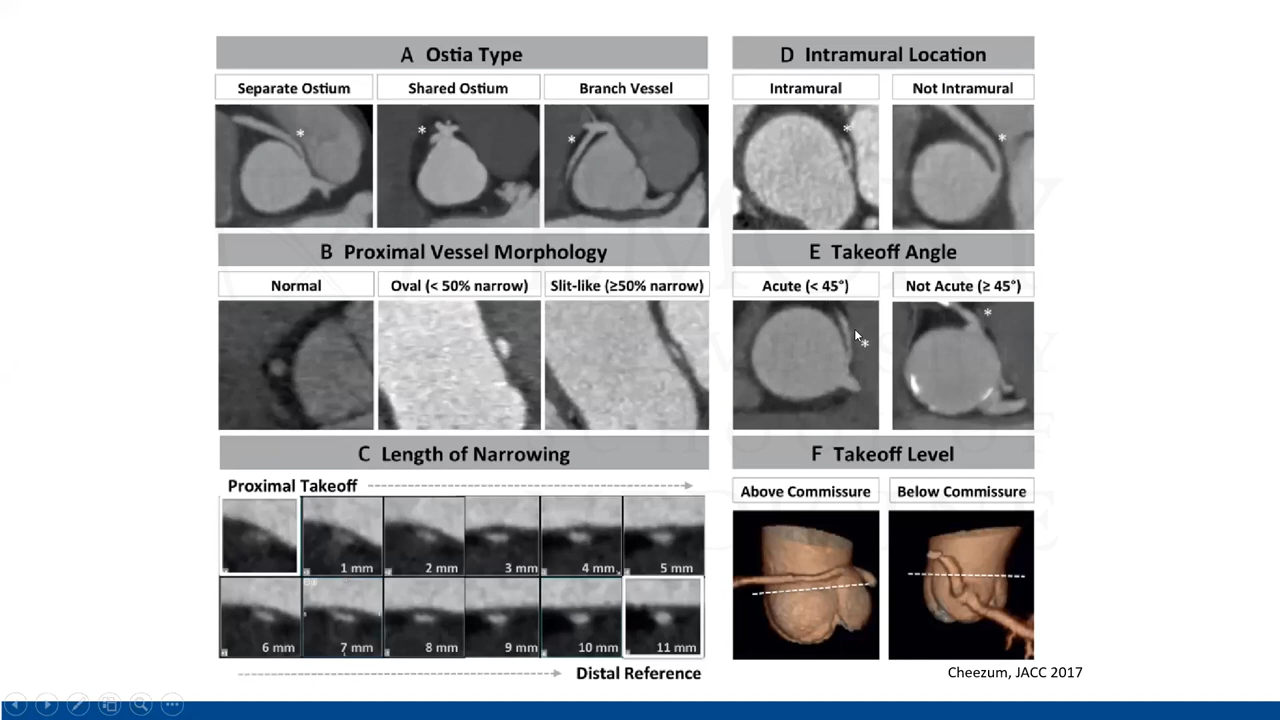 A Ostia Type
Separate Ostium
Shared Ostium
Branch Vessel
*
*
*
B Proximal Vessel Morphology
Normal
Oval (< 50% narrow)
Slit-like (≥50% narrow)
C Length of Narrowing
Proximal Takeoff
1 mm
2 mm
3 mm
4 mm
5 mm
6 mm
7 mm
8 mm
9 mm
10 mm
11 mm
Distal Reference
D Intramural Location
Intramural
Not Intramural
*
*
E Takeoff Angle
Acute (< 45°)
Not Acute (≥ 45°)
*
*
F Takeoff Level
Above Commissure
Below Commissure
Cheezum, JACC 2017